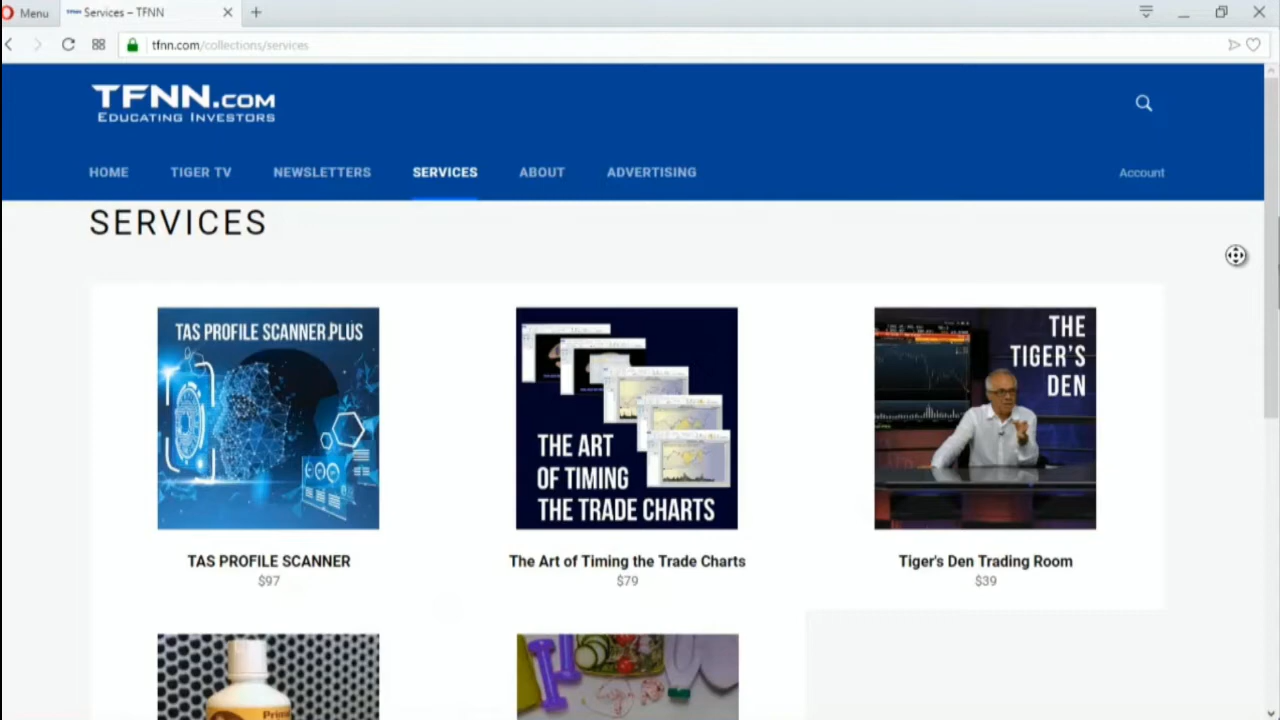 Menu
Services – TFNN
tfnn.com/collections/services
TFNN.COM
EDUCATING INVESTORS
HOME TIGER TV NEWSLETTERS SERVICES ABOUT ADVERTISING Account
SERVICES
TAS PROFILE SCANNER PLUS
THE ART
OF TIMING
THE TRADE CHARTS
THE
TIGER'S
DEN
TAS PROFILE SCANNER
$97
The Art of Timing the Trade Charts
$79
Tiger's Den Trading Room
$39